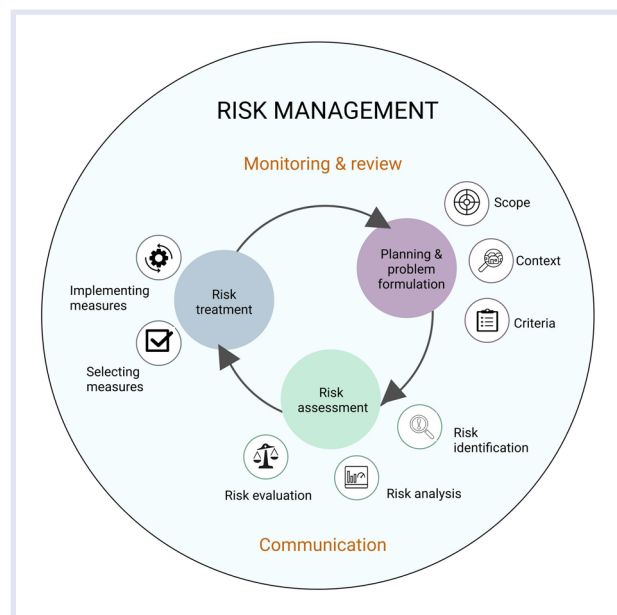 RISK MANAGEMENT
Monitoring & review
Scope
Planning &
problem
formulation
Context
Criteria
Implementing
measures
Risk
treatment
Selecting
measures
Risk
assessment
Risk
identification
Risk evaluation
Risk analysis
Communication